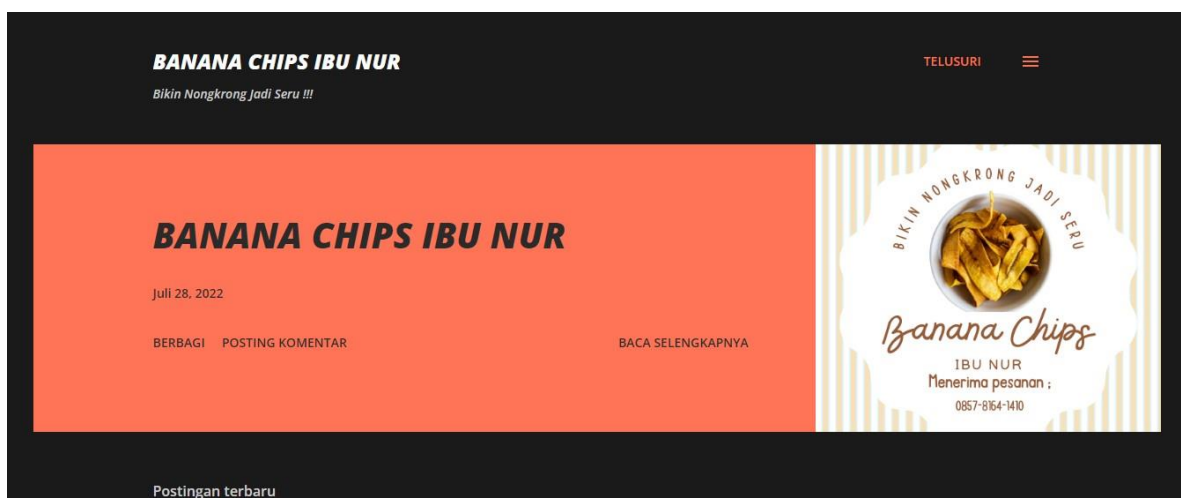 BANANA CHIPS IBU NUR
TELUSURI
Bikin Nongkrong Jadi Seru !!!
BANANA CHIPS IBU NUR
Juli 28, 2022
BERBAGI POSTING KOMENTAR
BACA SELENGKAPNYA
BIKIN NONGKRONG JADI SERU
Banana Chips
IBU NUR
Menerima pesanan ;
0857-8164-1410
Postingan terbaru